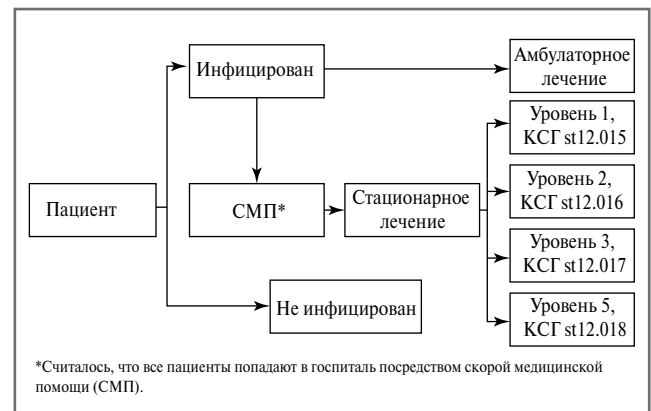 Инфицирован
Амбулаторное
лечение
Уровень 1,
КСГ st12.015
Пациент
СМП*
Стационарное
лечение
Уровень 2,
КСГ st12.016
Уровень 3,
КСГ st12.017
Не инфицирован
Уровень 5,
КСГ st12.018
*Считалось, что все пациенты попадают в госпиталь посредством скорой медицинской
помощи (СМП).